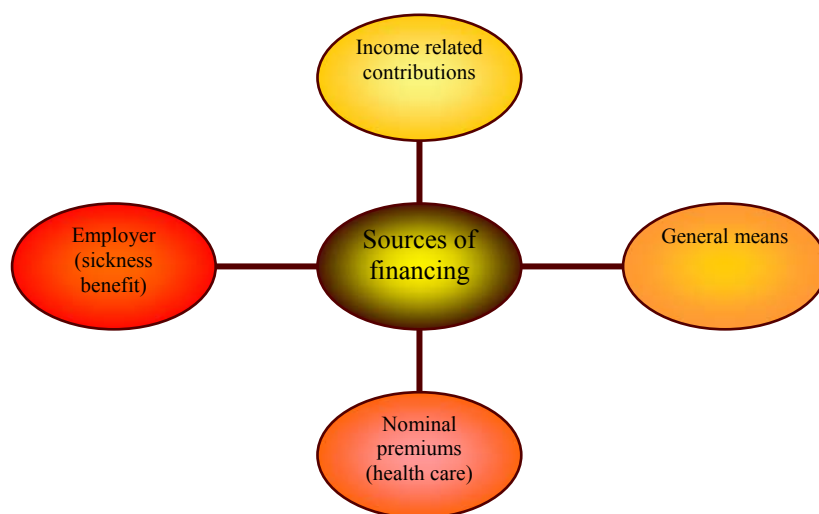 Income related
contributions
Employer
(sickness
benefit)
Sources of
financing
General means
Nominal
premiums
(health care)